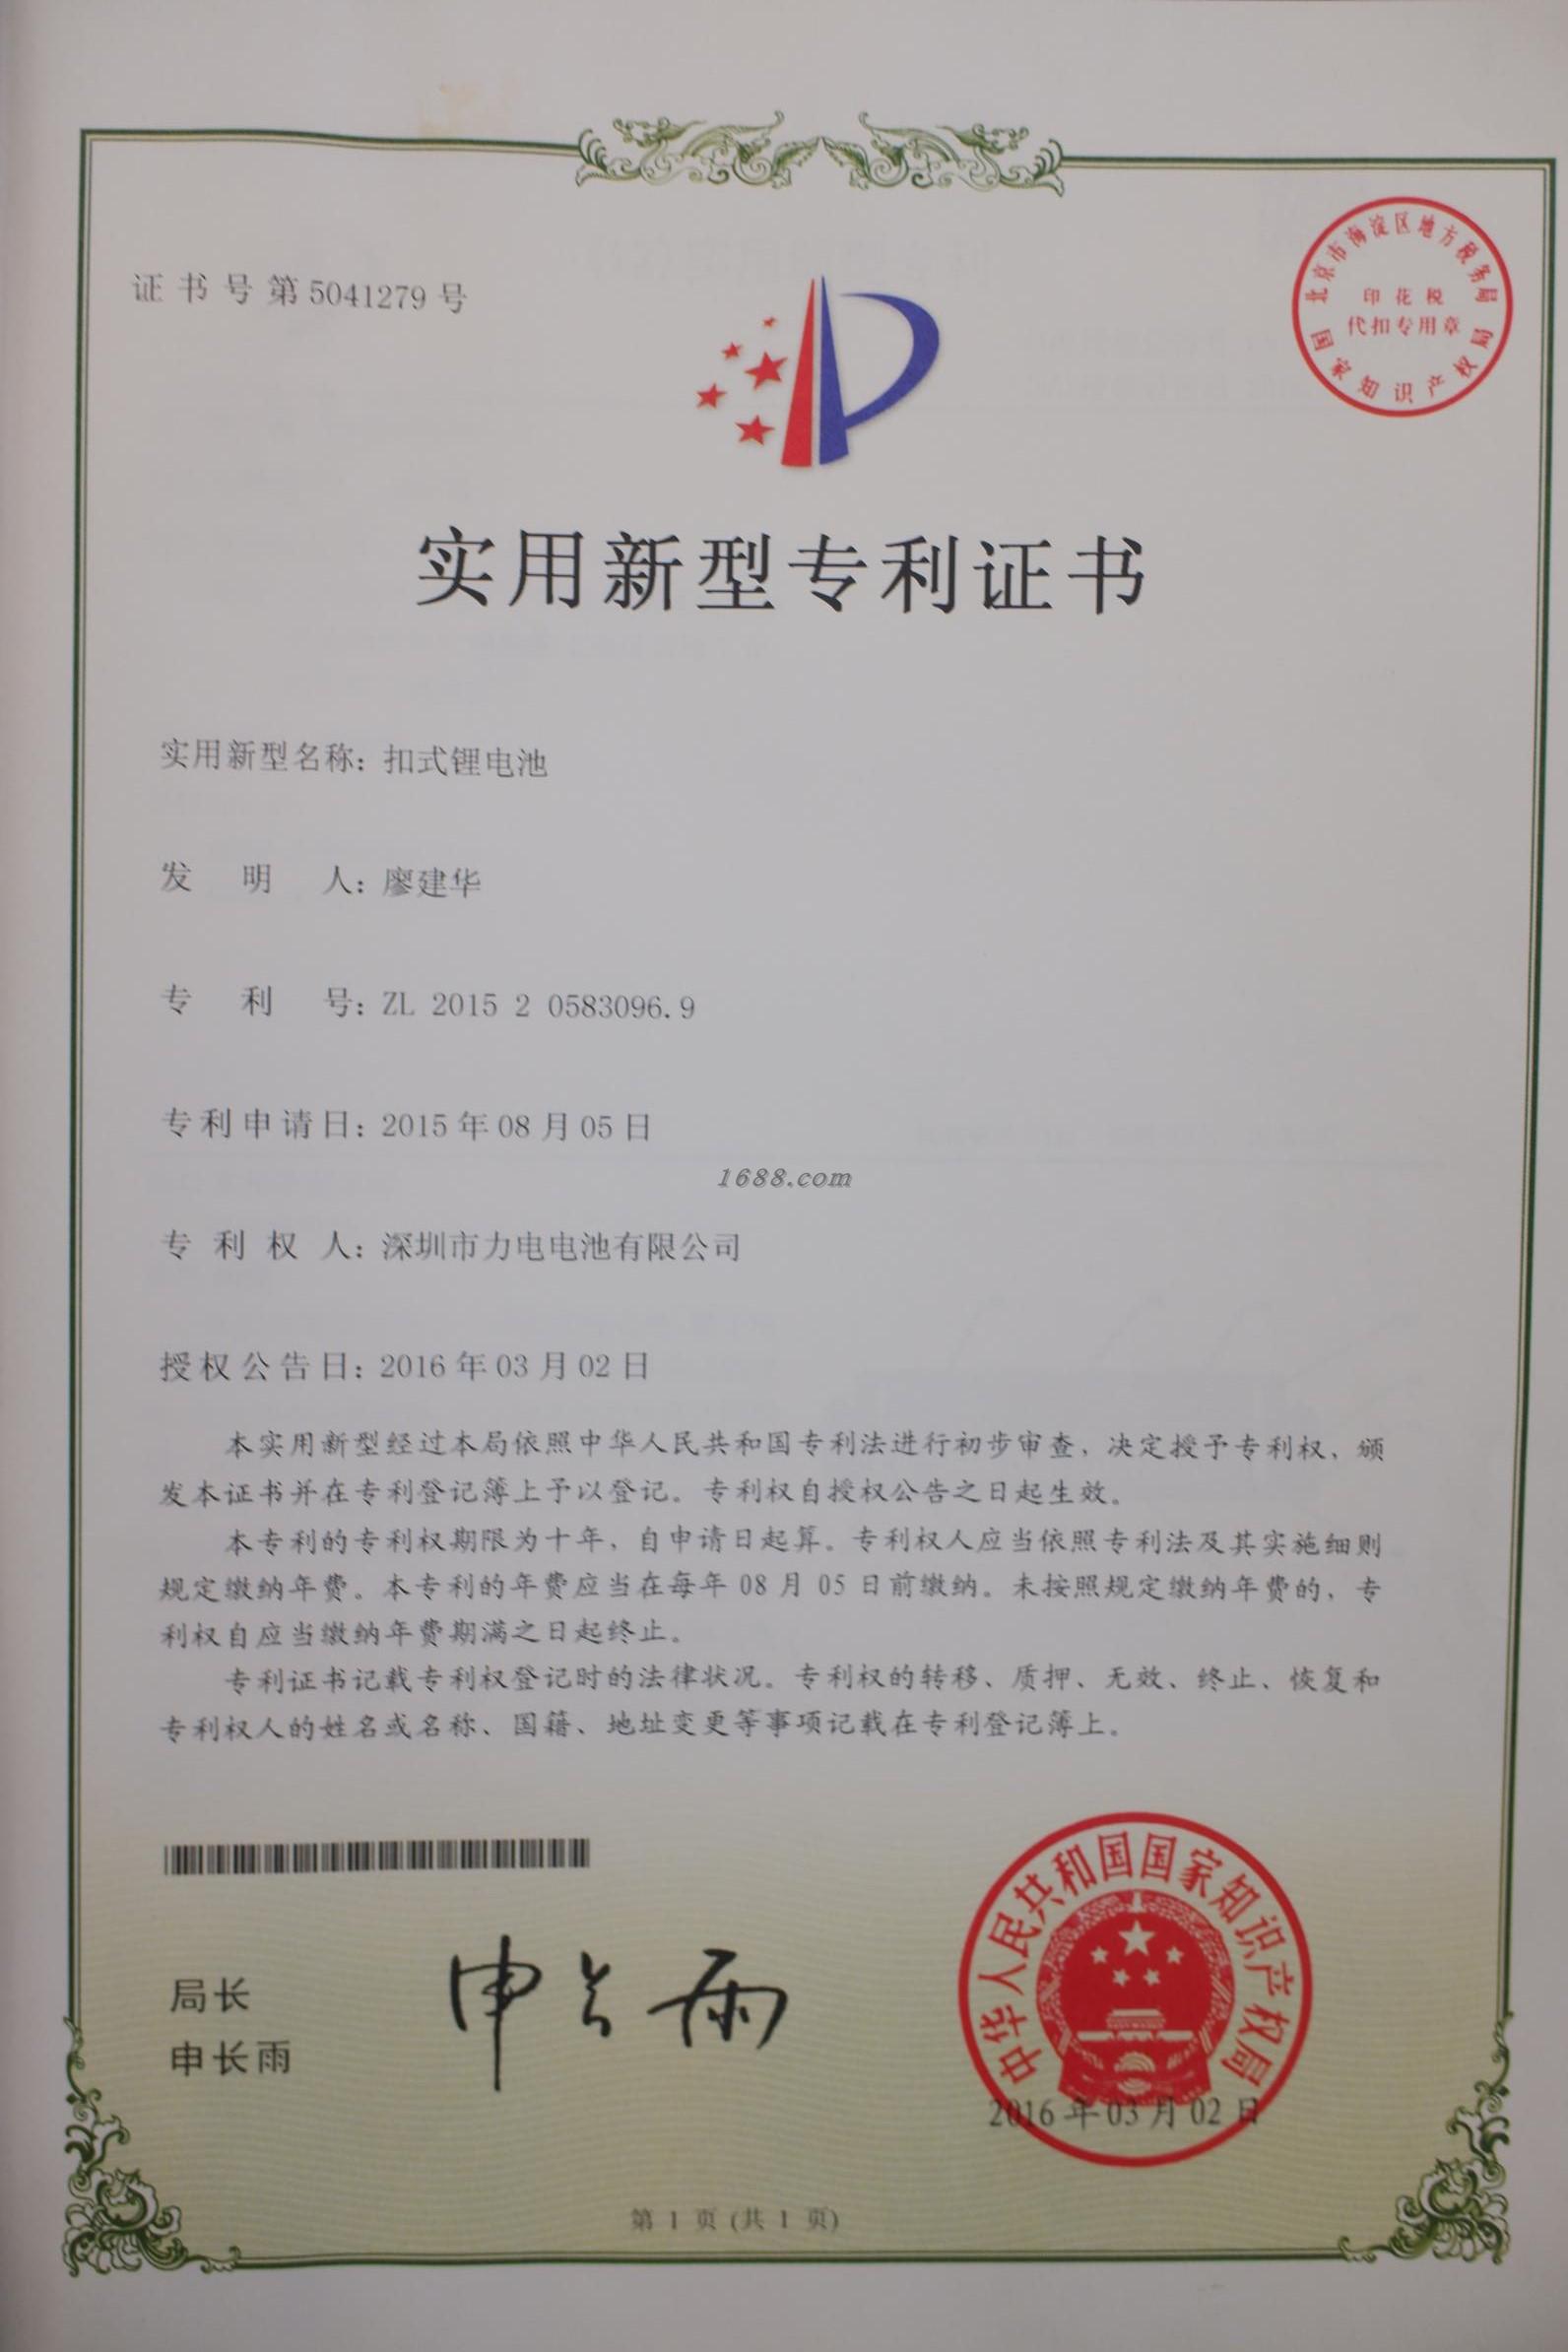 证书号第5041279号
北京市海淀区地方税务局
印花税
代扣专用章
国家知识产权局
实用新型专利证书
实用新型名称：扣式锂电池
发明人：廖建华
专利号：ZL 2015 2 0583096.9
专利申请日：2015年08月05日
1688.com
专利权人：深圳市力电电池有限公司
授权公告日：2016年03月02日
本实用新型经过本局依照中华人民共和国专利法进行初步审查，决定授予专利权，颁
发本证书并在专利登记簿上予以登记。专利权自授权公告之日起生效。
本专利的专利权期限为十年，自申请日起算。专利权人应当依照专利法及其实施细则
规定缴纳年费。本专利的年费应当在每年08月05日前缴纳。未按照规定缴纳年费的，专
利权自应当缴纳年费期满之日起终止。
专利证书记载专利权登记时的法律状况。专利权的转移、质押、无效、终止、恢复和
专利权人的姓名或名称、国籍、地址变更等事项记载在专利登记簿上。
局长
申长雨
申长雨
中华人民共和国国家知识产权局
2016年03月02日
第1页(共1页)